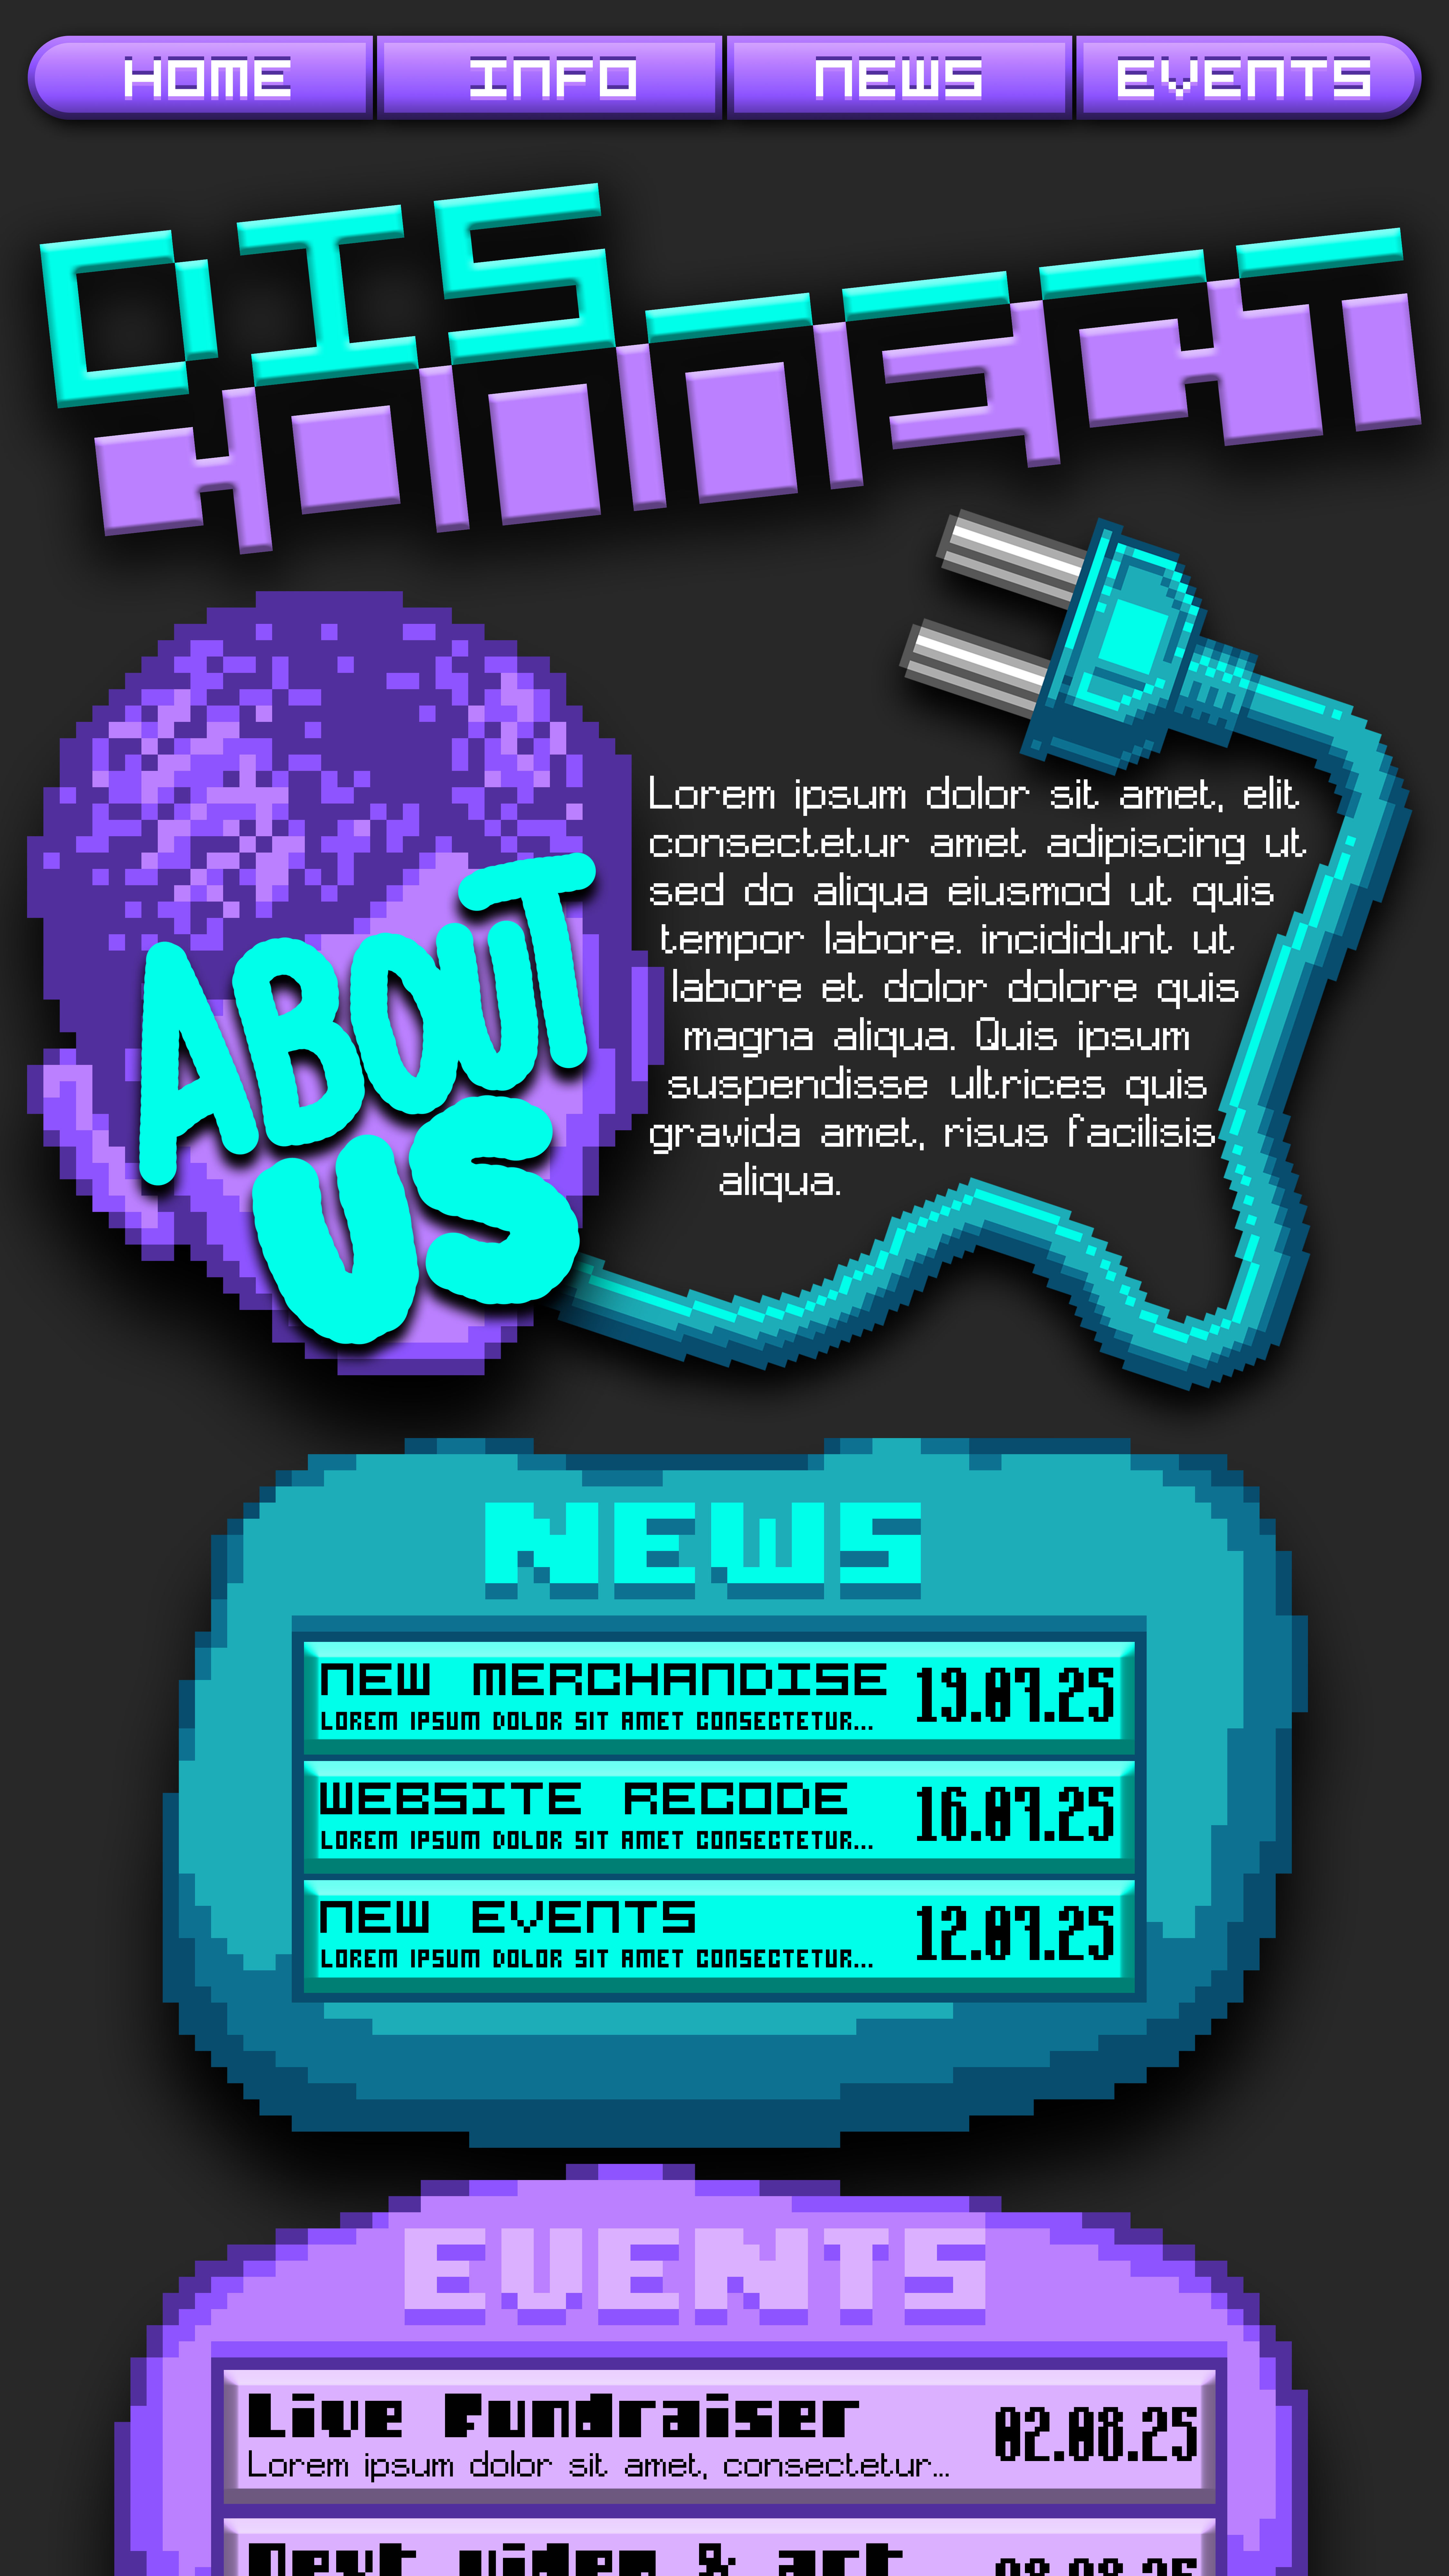 HOME INFO NEWS EVENTS
DIS
CONNECT
ABOUT
US
Lorem ipsum dolor sit amet, elit
consectetur amet adipiscing ut
sed do aliqua eiusmod ut quis
tempor labore. incididunt ut
labore et dolor dolore quis
magna aliqua. Quis ipsum
suspendisse ultrices quis
gravida amet, risus facilisis
aliqua.
NEWS
NEW MERCHANDISE 19.07.25
LOREM IPSUM DOLOR SIT AMET CONSECTETUR...
WEBSITE RECODE 16.07.25
LOREM IPSUM DOLOR SIT AMET CONSECTETUR...
NEW EVENTS 12.07.25
LOREM IPSUM DOLOR SIT AMET CONSECTETUR...
EVENTS
Live Fundraiser 02.08.25
Lorem ipsum dolor sit amet, consectetur...
Next video & art